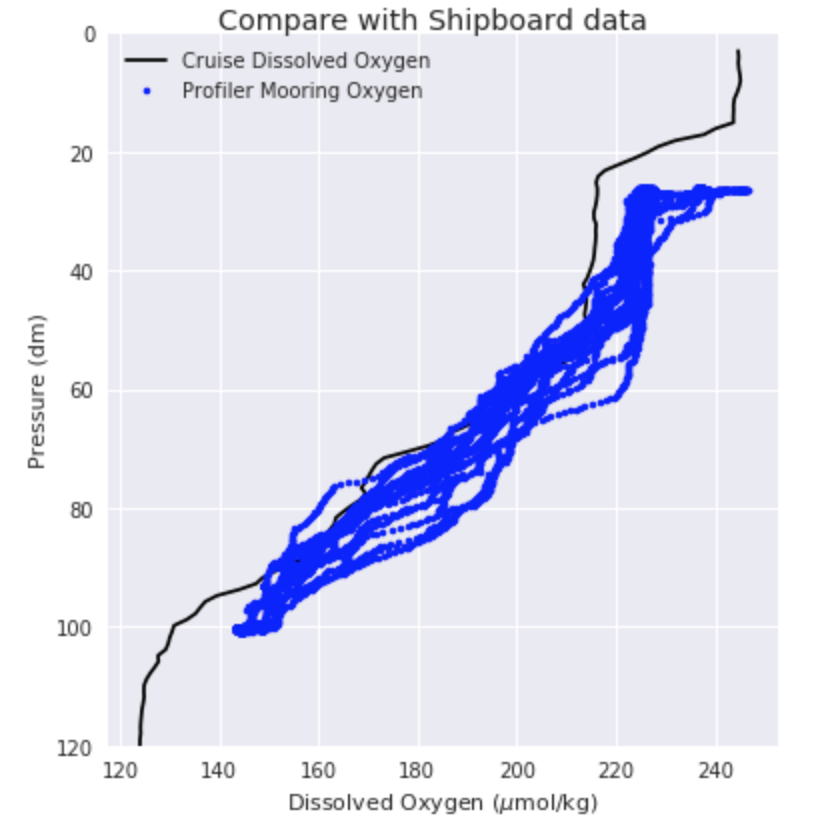 Compare with Shipboard data
Cruise Dissolved Oxygen
Profiler Mooring Oxygen
0
20
40
60
80
100
120
Pressure (dm)
120 140 160 180 200 220 240
Dissolved Oxygen (μmol/kg)